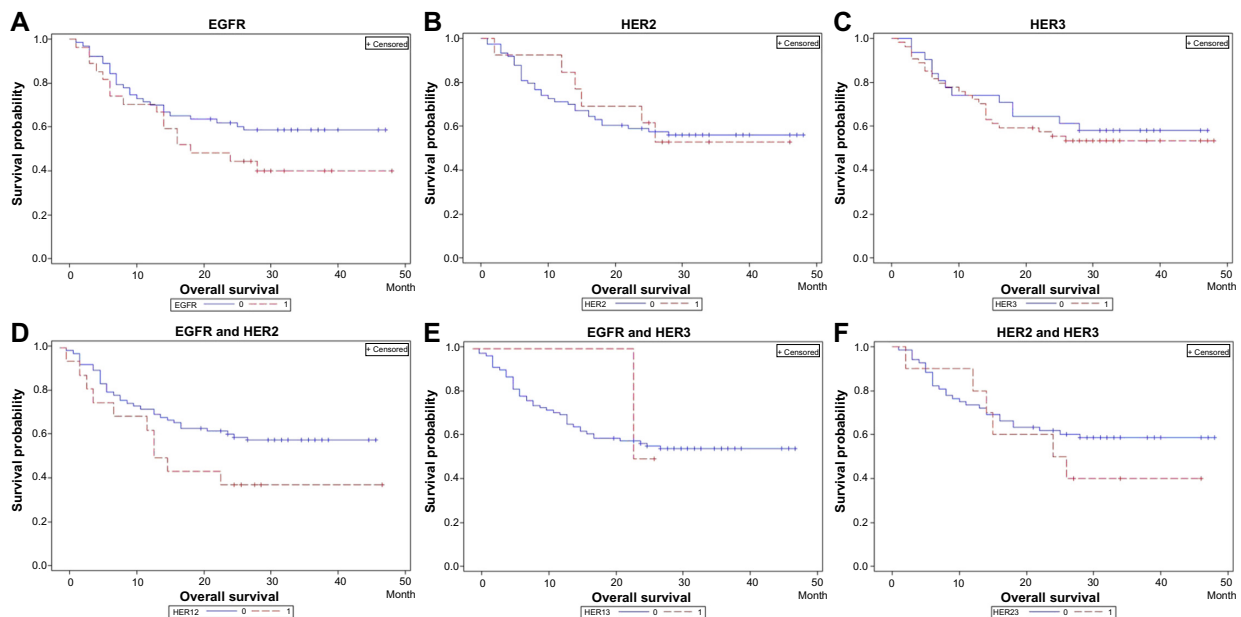 A
EGFR
1.0
0.8
0.6
0.4
0.2
0.0
Survival probability
+ Censored
0 10 20 30 40 50
Overall survival
Month
EGFR 0 1
B
HER2
1.0
0.8
0.6
0.4
0.2
0.0
Survival probability
+ Censored
0 10 20 30 40 50
Overall survival
Month
HER2 0 1
C
HER3
1.0
0.8
0.6
0.4
0.2
0.0
Survival probability
+ Censored
0 10 20 30 40 50
Overall survival
Month
HER3 0 1
D
EGFR and HER2
1.0
0.8
0.6
0.4
0.2
0.0
Survival probability
+ Censored
0 10 20 30 40 50
Overall survival
Month
HER12 0 1
E
EGFR and HER3
1.0
0.8
0.6
0.4
0.2
0.0
Survival probability
+ Censored
0 10 20 30 40 50
Overall survival
Month
HER13 0 1
F
HER2 and HER3
1.0
0.8
0.6
0.4
0.2
0.0
Survival probability
+ Censored
0 10 20 30 40 50
Overall survival
Month
HER23 0 1